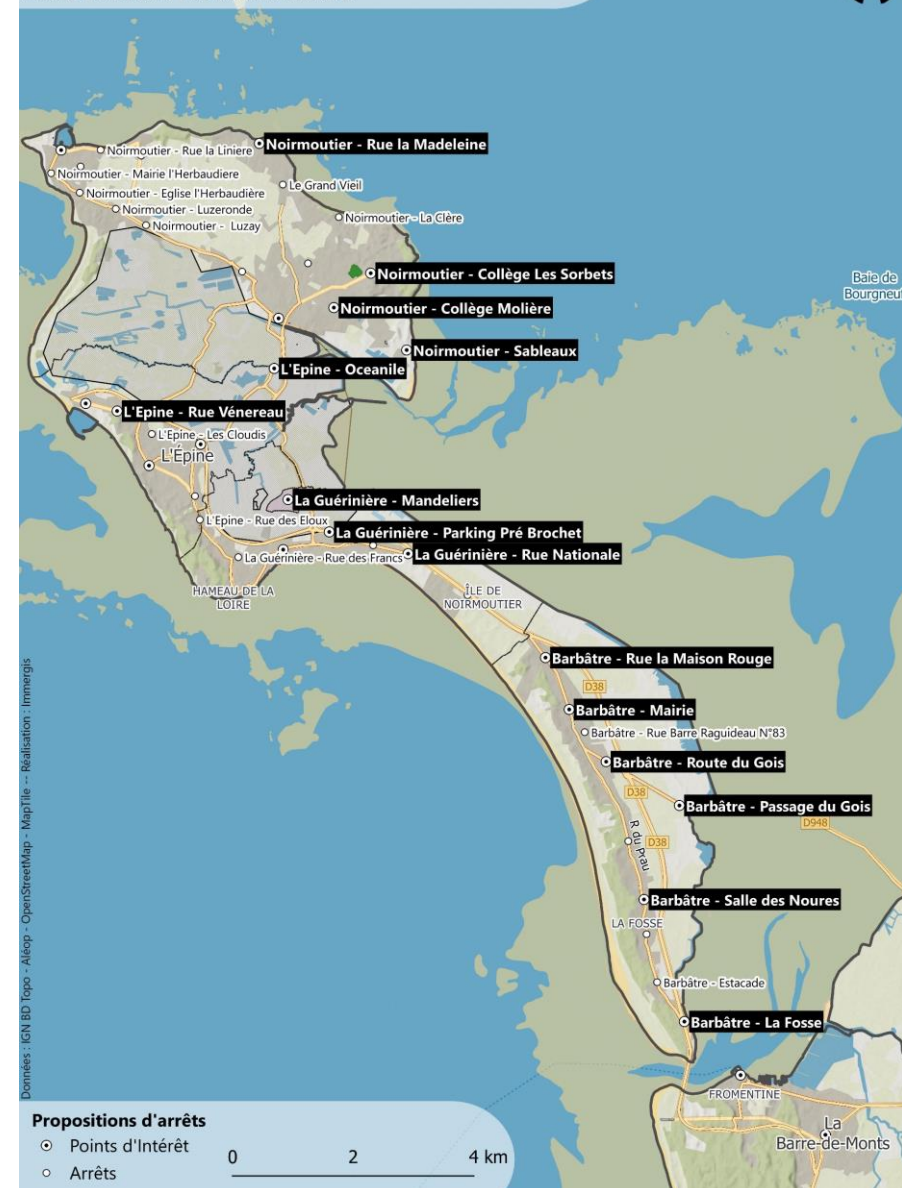 Noirmoutier - Rue la Madeleine
Noirmoutier - Rue la Liniere
Noirmoutier - Mairie l'Herbaudiere
Le Grand Vieil
Noirmoutier - Eglise l'Herbaudière
Noirmoutier - Luzeronde
Noirmoutier - La Clère
Noirmoutier - Luzay
Noirmoutier - Collège Les Sorbets
Baie de
Bourgneuf
Noirmoutier - Collège Molière
Noirmoutier - Sableaux
L'Epine - Oceanile
L'Epine - Rue Vénereau
L'Epine - Les Cloudis
L'Épine
La Guérinière - Mandeliers
L'Epine - Rue des Eloux
La Guérinière - Parking Pré Brochet
La Guérinière - Rue des Francs
La Guérinière - Rue Nationale
HAMEAU DE LA
LOIRE
ÎLE DE
NOIRMOUTIER
Barbâtre - Rue la Maison Rouge
D38
Barbâtre - Mairie
Barbâtre - Rue Barre Raguideau N°83
Barbâtre - Route du Gois
D38
Barbâtre - Passage du Gois
D948
R du Prau
D38
Barbâtre - Salle des Noures
LA FOSSE
Barbâtre - Estacade
Barbâtre - La Fosse
FROMENTINE
La
Barre-de-Monts
Données : IGN BD Topo - Aléop - OpenStreetMap - MapTile -- Réalisation : Immergis
Propositions d'arrêts
Points d'Intérêt
Arrêts
0 2 4 km